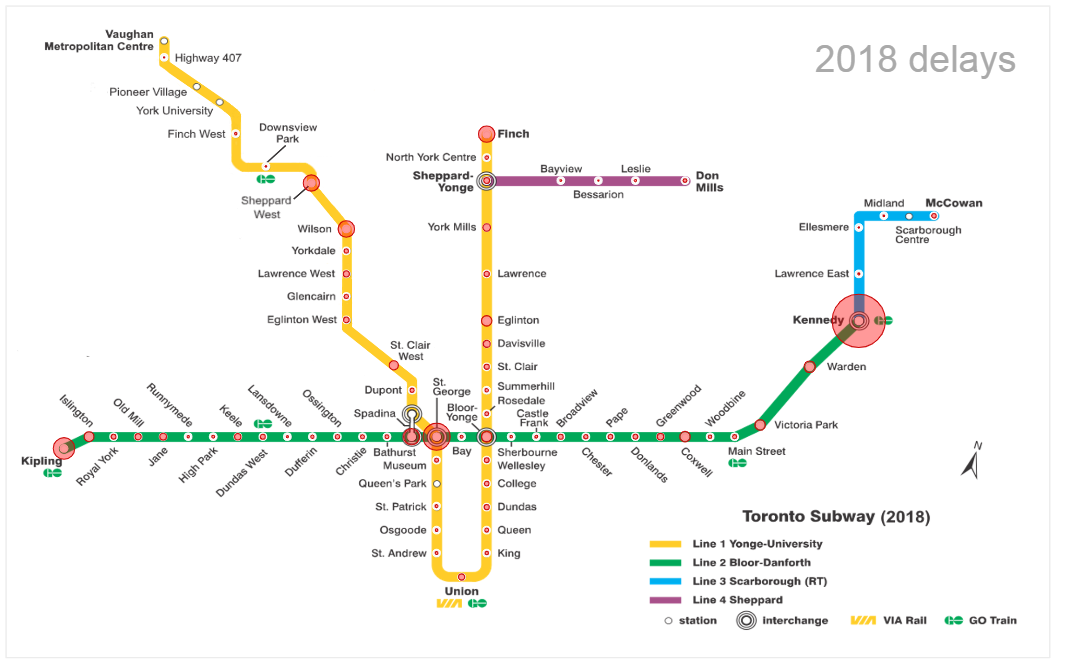 2018 delays
Vaughan
Metropolitan Centre
Highway 407
Pioneer Village
York University
Finch West
Downsview
Park
Sheppard
West
Wilson
Yorkdale
Lawrence West
Glencairn
Eglinton West
St. Clair
West
Dupont
Spadina
St.
George
Finch
North York Centre
Sheppard-
Yonge
Bayview
Bessarion
Leslie
Don
Mills
York Mills
Lawrence
Eglinton
Davisville
St. Clair
Summerhill
Rosedale
Bloor-
Yonge
Castle
Frank
Midland
McCowan
Ellesmere
Scarborough
Centre
Lawrence East
Kennedy
Warden
Victoria Park
Main Street
Kipling
Islington
Royal York
Old Mill
Jane
Runnymede
High Park
Keele
Dundas West
Lansdowne
Dufferin
Ossington
Christie
Bathurst
Bay
Sherbourne
Broadview
Chester
Pape
Donlands
Greenwood
Coxwell
Woodbine
Museum
Queen's Park
St. Patrick
Osgoode
St. Andrew
Wellesley
College
Dundas
Queen
King
Union
VIA
N
Toronto Subway (2018)
Line 1 Yonge-University
Line 2 Bloor-Danforth
Line 3 Scarborough (RT)
Line 4 Sheppard
station
interchange
VIA VIA Rail
GO GO Train